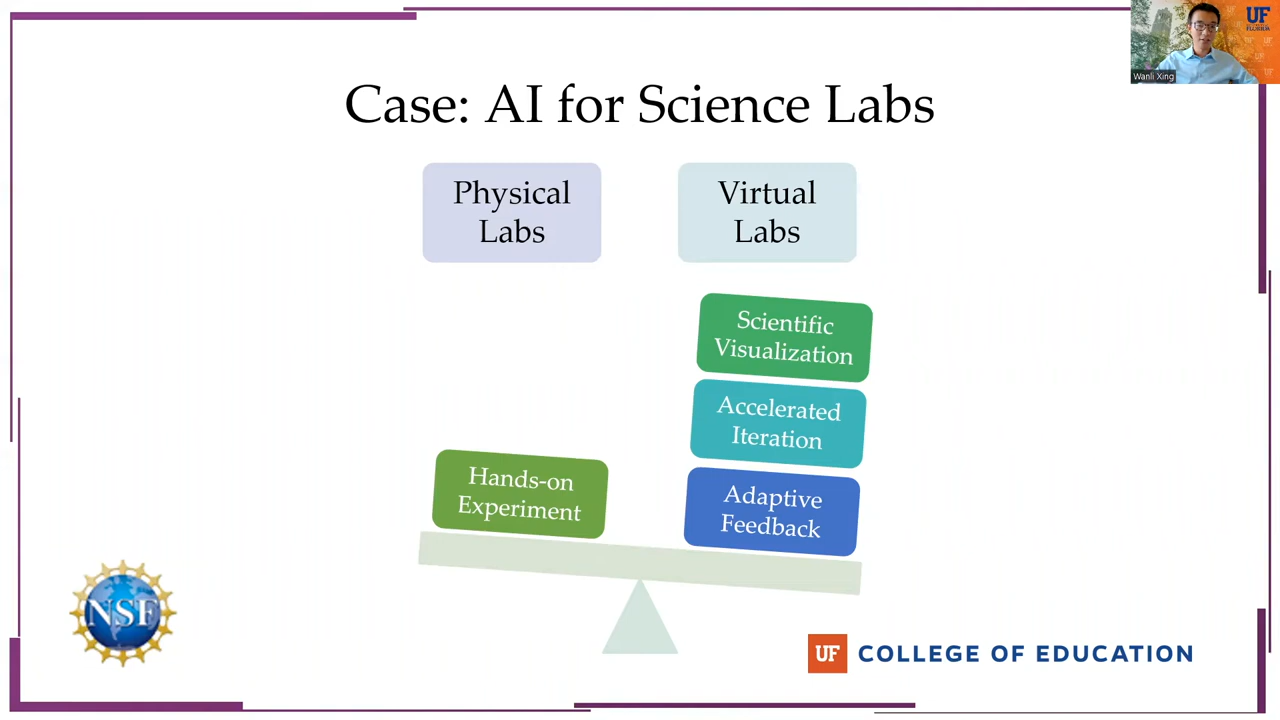 UF
FLORIDA
Wanli Xing
Case: AI for Science Labs
Physical
Labs
Virtual
Labs
Scientific
Visualization
Accelerated
Iteration
Hands-on
Experiment
Adaptive
Feedback
NSF
UF COLLEGE OF EDUCATION